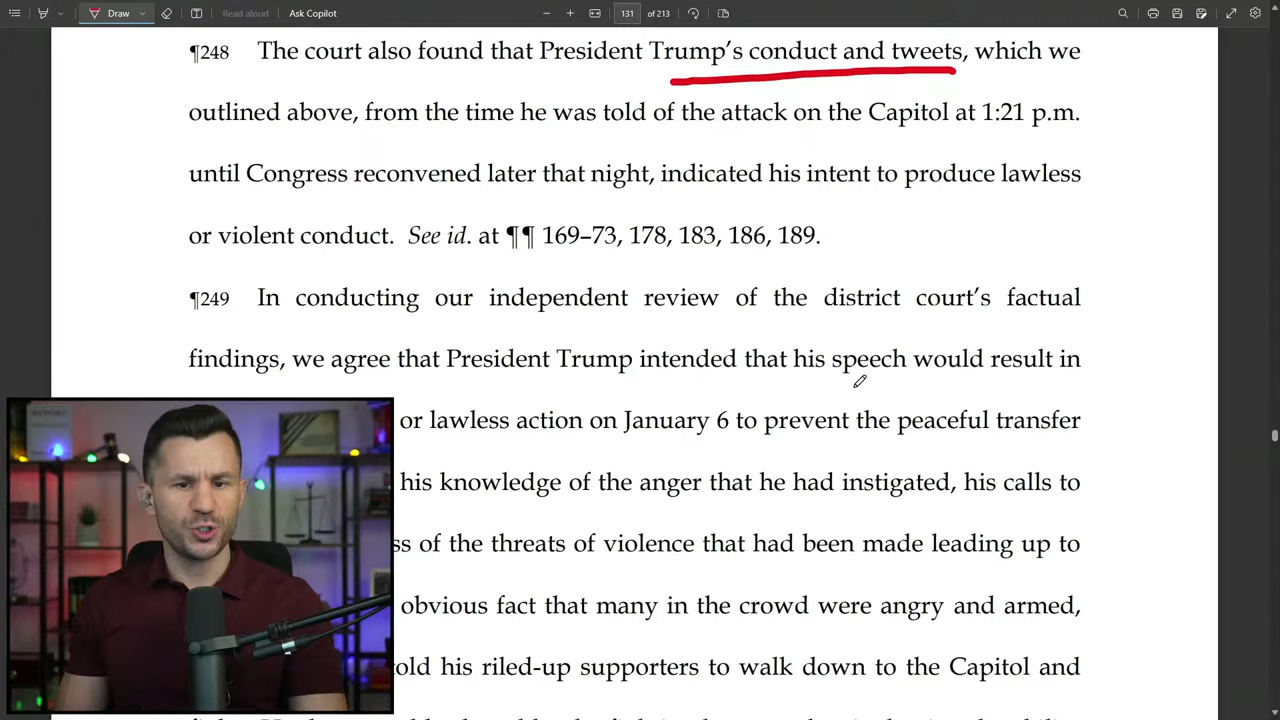 Draw
Read aloud
Ask Copilot
131 of 213
¶248 The court also found that President Trump's conduct and tweets, which we
outlined above, from the time he was told of the attack on the Capitol at 1:21 p.m.
until Congress reconvened later that night, indicated his intent to produce lawless
or violent conduct. See id. at ¶¶ 169–73, 178, 183, 186, 189.
¶249 In conducting our independent review of the district court's factual
findings, we agree that President Trump intended that his speech would result in
or lawless action on January 6 to prevent the peaceful transfer
his knowledge of the anger that he had instigated, his calls to
of the threats of violence that had been made leading up to
obvious fact that many in the crowd were angry and armed,
told his riled-up supporters to walk down to the Capitol and